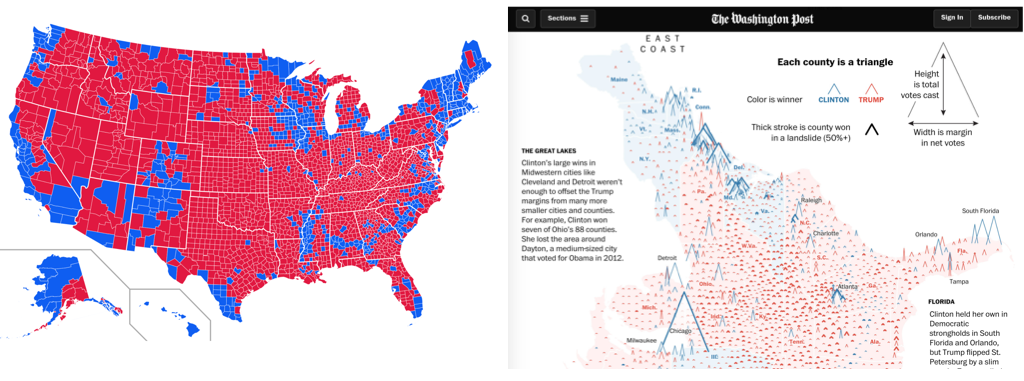 Sections
The Washington Post
Sign In
Subscribe
EAST
COAST
Each county is a triangle
Color is winner
CLINTON
TRUMP
Thick stroke is county won
in a landslide (50%+)
Height
is total
votes cast
Width is margin
in net votes
Maine
R.I.
N.H.
Conn.
Vt.
Mass.
N.Y.
Del.
Pa.
Md.
Va.
THE GREAT LAKES
Clinton's large wins in
Midwestern cities like
Cleveland and Detroit weren't
enough to offset the Trump
margins from many more
smaller cities and counties.
For example, Clinton won
seven of Ohio's 88 counties.
She lost the area around
Dayton, a medium-sized city
that voted for Obama in 2012.
Raleigh
N.C.
Charlotte
W.Va.
S.C.
South Florida
Orlando
Fla.
Tampa
Detroit
Ohio
Atlanta
Ga.
Mich.
Ind.
Chicago
Milwaukee
Ill.
Tenn.
Ala.
FLORIDA
Clinton held her own in
Democratic
strongholds in South
Florida and Orlando,
but Trump flipped St.
Petersburg by a slim